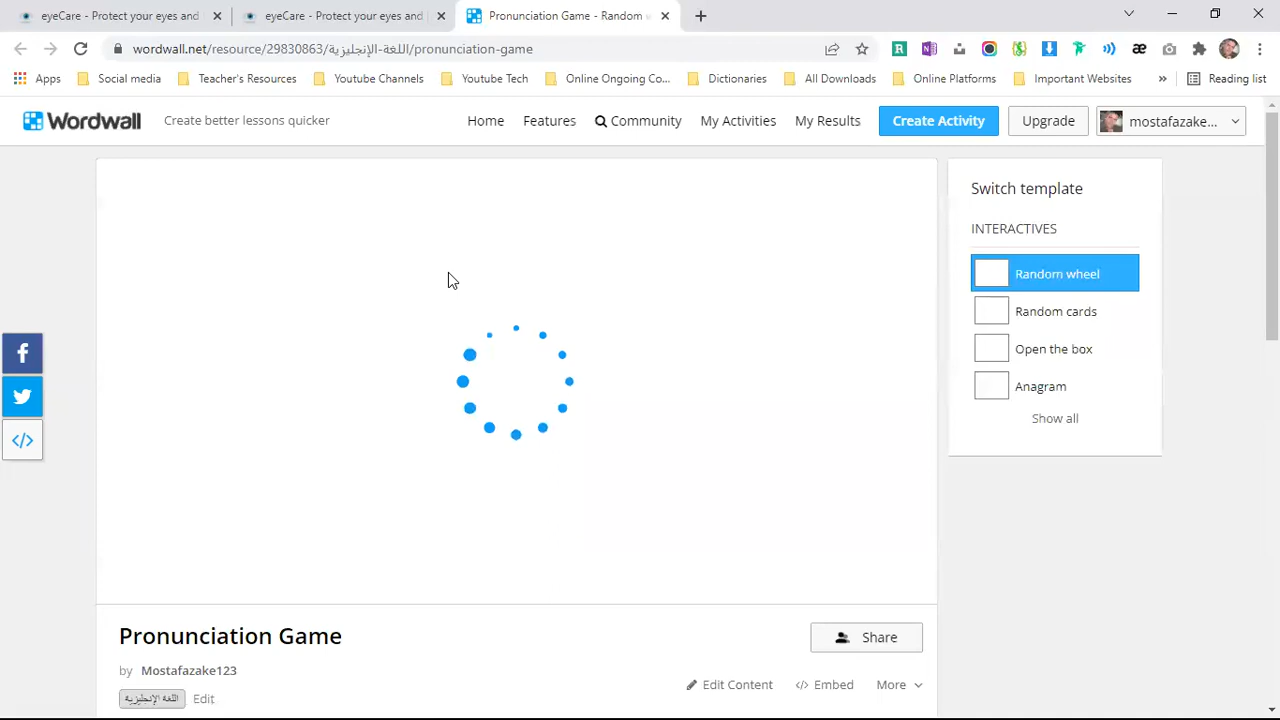 eyeCare - Protect your eyes and
eyeCare - Protect your eyes and
Pronunciation Game - Random w
wordwall.net/resource/29830863/اللغة-الإنجليزية/pronunciation-game
Apps Social media Teacher's Resources Youtube Channels Youtube Tech Online Ongoing Co... Dictionaries All Downloads Online Platforms Important Websites » Reading list
Wordwall Create better lessons quicker Home Features Community My Activities My Results Create Activity Upgrade mostafazake...
Switch template
INTERACTIVES
Random wheel
Random cards
Open the box
Anagram
Show all
Pronunciation Game
Share
by Mostafazake123
Edit Content Embed More
اللغة الإنجليزية Edit